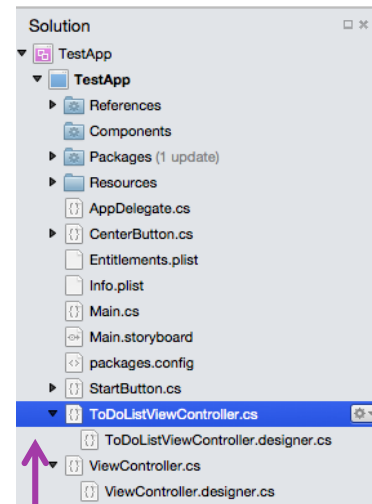 Solution
TestApp
TestApp
References
Components
Packages (1 update)
Resources
AppDelegate.cs
CenterButton.cs
Entitlements.plist
Info.plist
Main.cs
Main.storyboard
packages.config
StartButton.cs
ToDoListViewController.cs
ToDoListViewController.designer.cs
ViewController.cs
ViewController.designer.cs